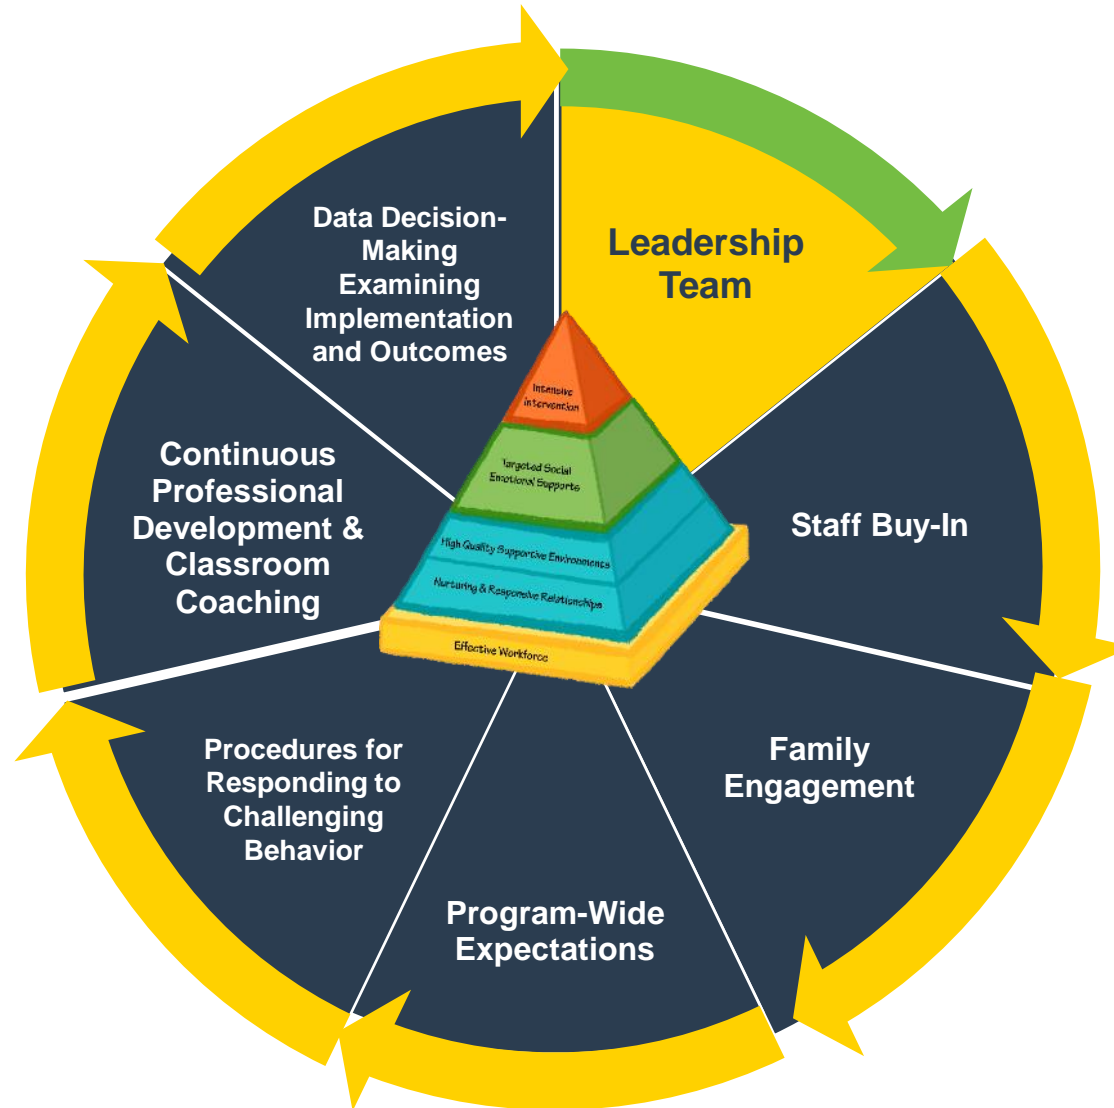 Leadership
Team
Staff Buy-In
Family
Engagement
Program-Wide
Expectations
Procedures for
Responding to
Challenging
Behavior
Continuous
Professional
Development &
Classroom
Coaching
Data Decision-
Making
Examining
Implementation
and Outcomes
Intensive
Intervention
Targeted Social
Emotional Supports
High Quality Supportive Environments
Nurturing & Responsive Relationships
Effective Workforce